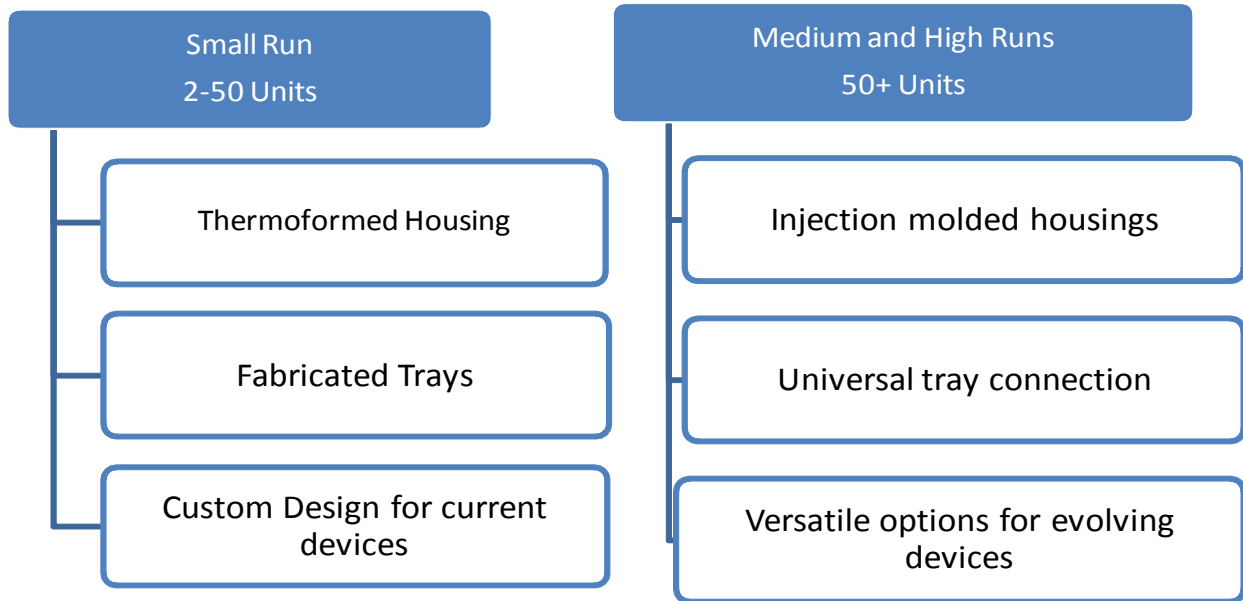 Small Run
2-50 Units
Thermoformed Housing
Fabricated Trays
Custom Design for current
devices
Medium and High Runs
50+ Units
Injection molded housings
Universal tray connection
Versatile options for evolving
devices